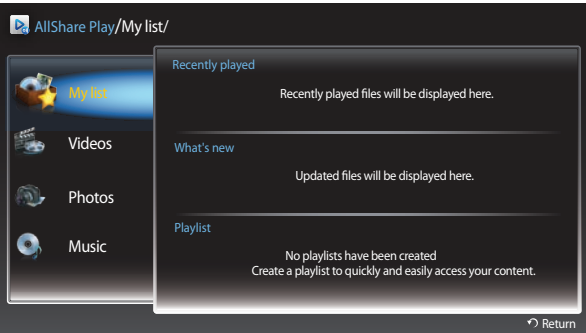 AllShare Play/My list/
My list
Videos
Photos
Music
Recently played
Recently played files will be displayed here.
What's new
Updated files will be displayed here.
Playlist
No playlists have been created
Create a playlist to quickly and easily access your content.
Return